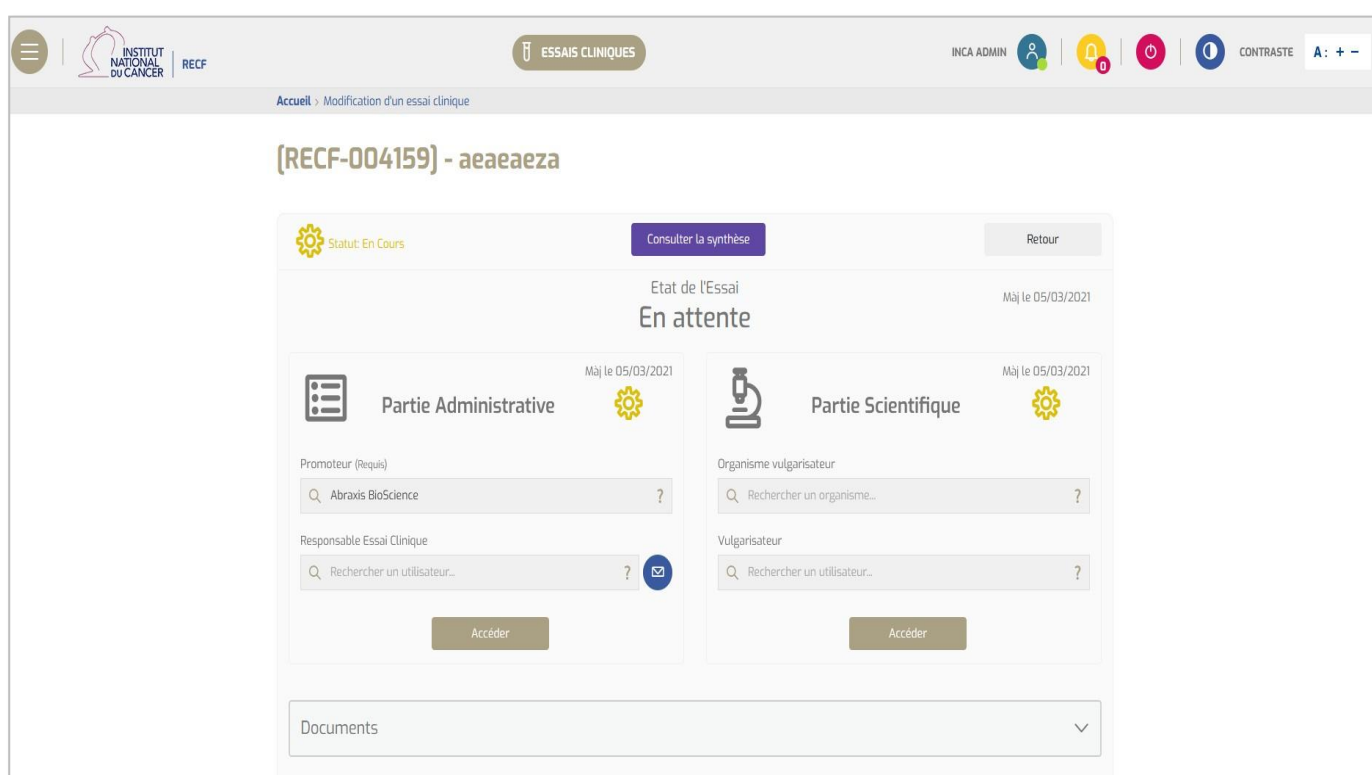 INSTITUT
NATIONAL
DU CANCER
RECF
ESSAIS CLINIQUES
INCA ADMIN
0
CONTRASTE
A : + −
Accueil › Modification d'un essai clinique
[RECF-004159] - aeaeaeza
Statut: En Cours
Consulter la synthèse
Retour
Etat de l'Essai
En attente
Màj le 05/03/2021
Màj le 05/03/2021
Partie Administrative
Promoteur (Requis)
Abraxis BioScience ?
Responsable Essai Clinique
Rechercher un utilisateur... ?
Accéder
Màj le 05/03/2021
Partie Scientifique
Organisme vulgarisateur
Rechercher un organisme... ?
Vulgarisateur
Rechercher un utilisateur... ?
Accéder
Documents